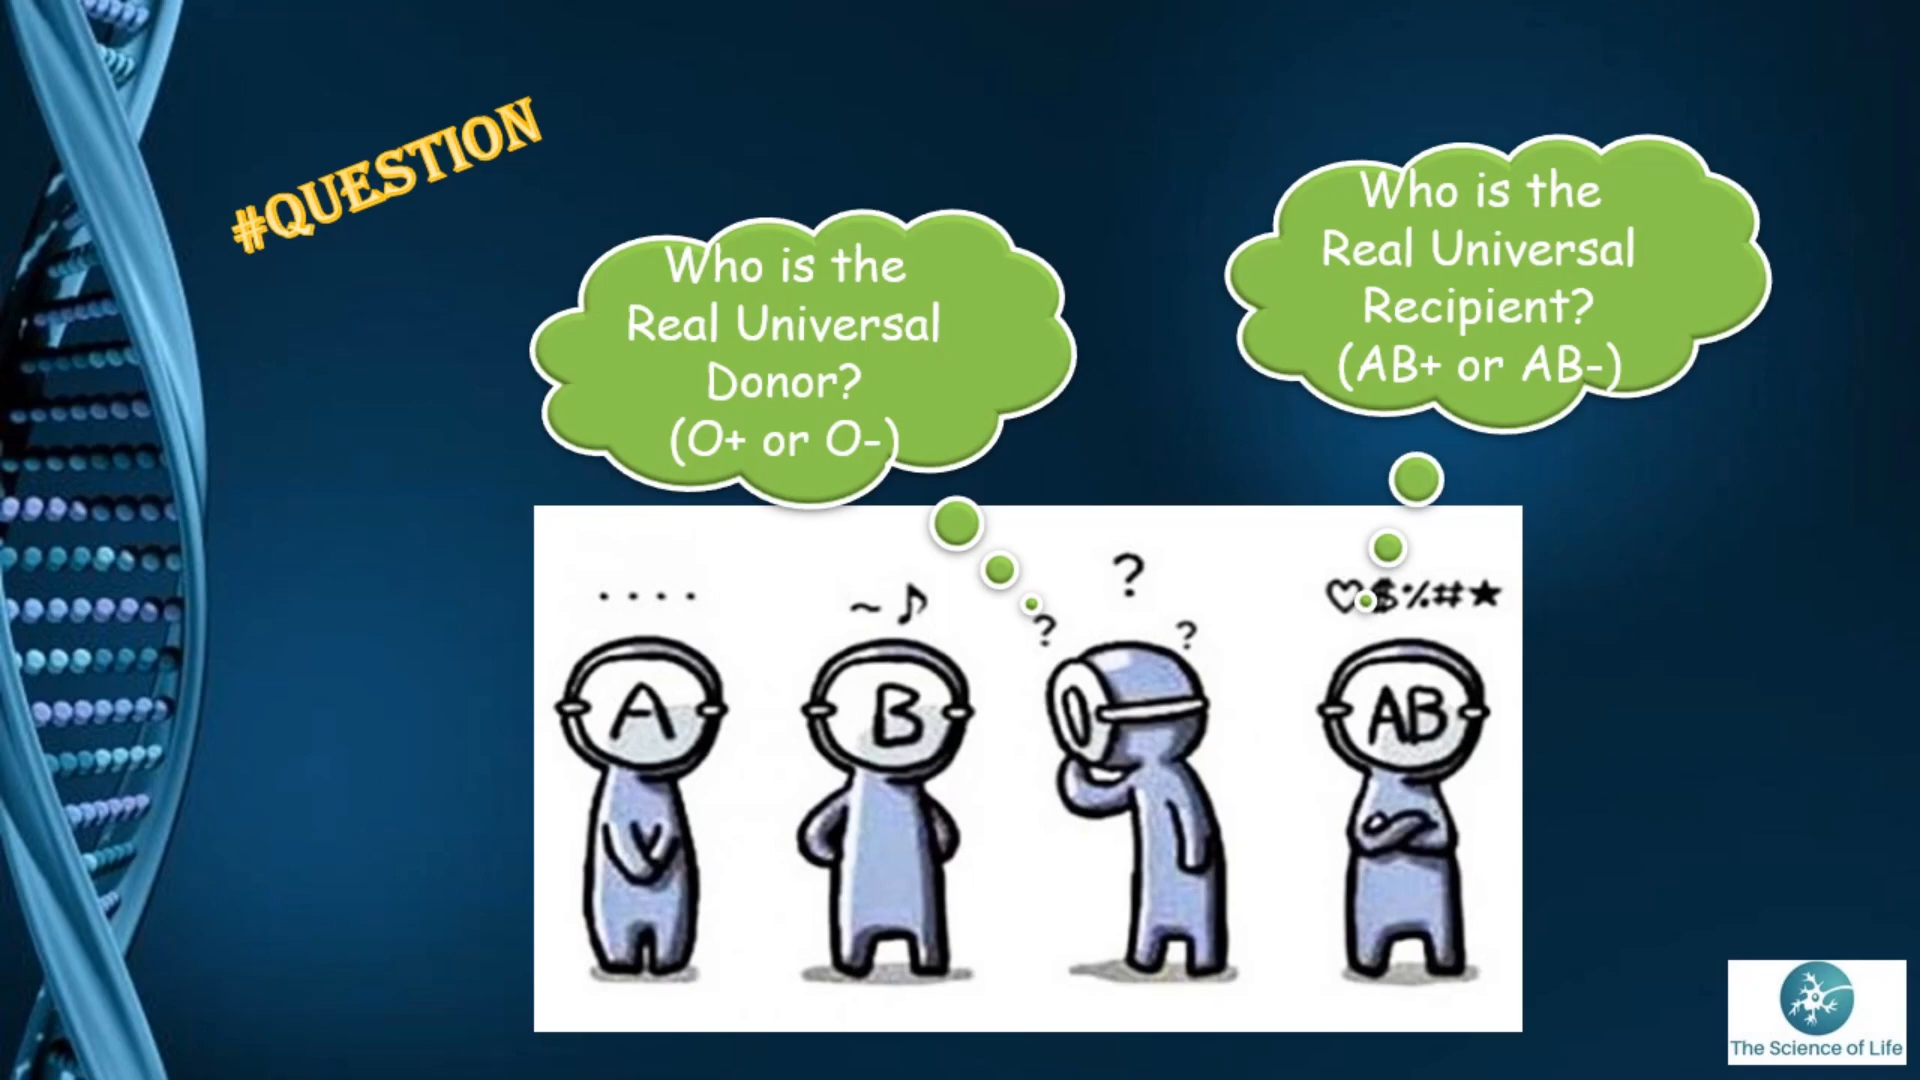 #QUESTION
Who is the
Real Universal
Donor?
(O+ or O-)
Who is the
Real Universal
Recipient?
(AB+ or AB-)
. . . .
~ ♪
? ? ?
♡$%#★
A
B
O
AB
The Science of Life